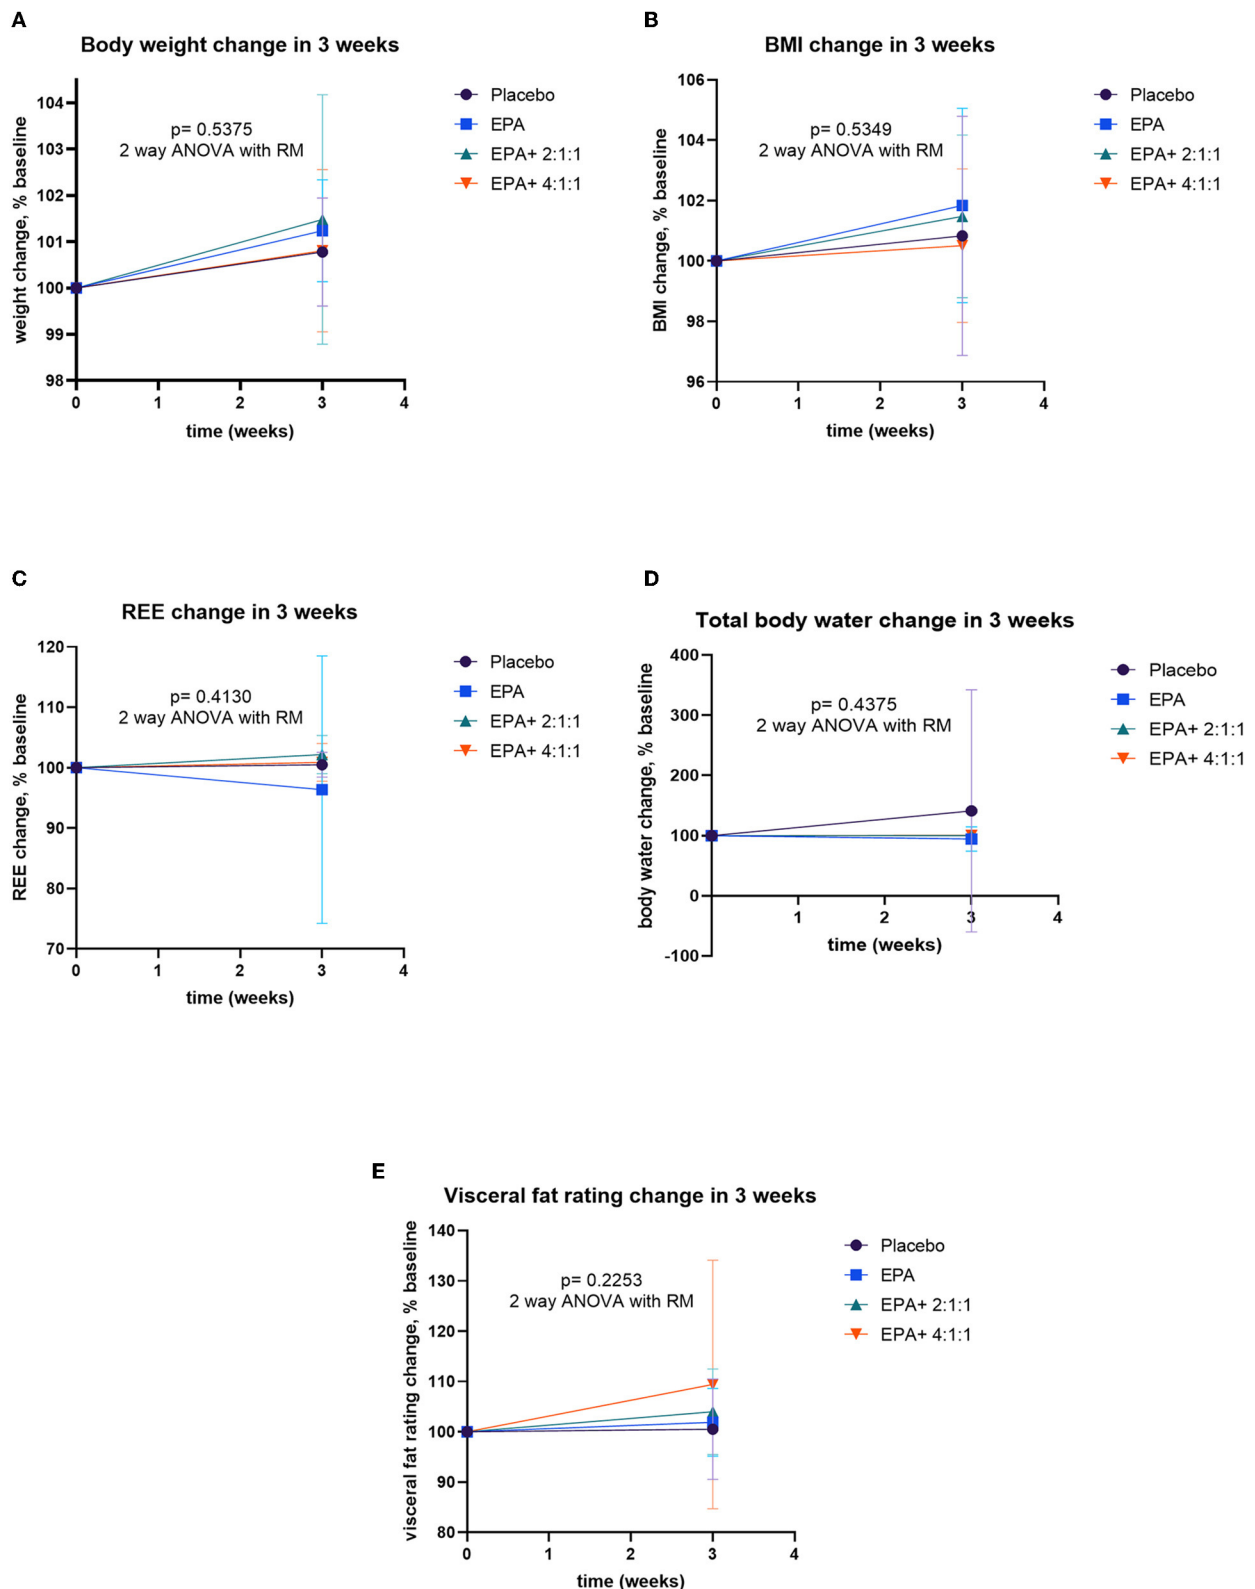 A
Body weight change in 3 weeks
weight change, % baseline
104
103
102
101
100
99
98
p= 0.5375
2 way ANOVA with RM
Placebo
EPA
EPA+ 2:1:1
EPA+ 4:1:1
0 1 2 3 4
time (weeks)
B
BMI change in 3 weeks
BMI change, % baseline
106
104
102
100
98
96
p= 0.5349
2 way ANOVA with RM
Placebo
EPA
EPA+ 2:1:1
EPA+ 4:1:1
0 1 2 3 4
time (weeks)
C
REE change in 3 weeks
REE change, % baseline
120
110
100
90
80
70
p= 0.4130
2 way ANOVA with RM
Placebo
EPA
EPA+ 2:1:1
EPA+ 4:1:1
0 1 2 3 4
time (weeks)
D
Total body water change in 3 weeks
body water change, % baseline
400
300
200
100
0
-100
p= 0.4375
2 way ANOVA with RM
Placebo
EPA
EPA+ 2:1:1
EPA+ 4:1:1
1 2 3 4
time (weeks)
E
Visceral fat rating change in 3 weeks
visceral fat rating change, % baseline
140
130
120
110
100
90
80
p= 0.2253
2 way ANOVA with RM
Placebo
EPA
EPA+ 2:1:1
EPA+ 4:1:1
0 1 2 3 4
time (weeks)